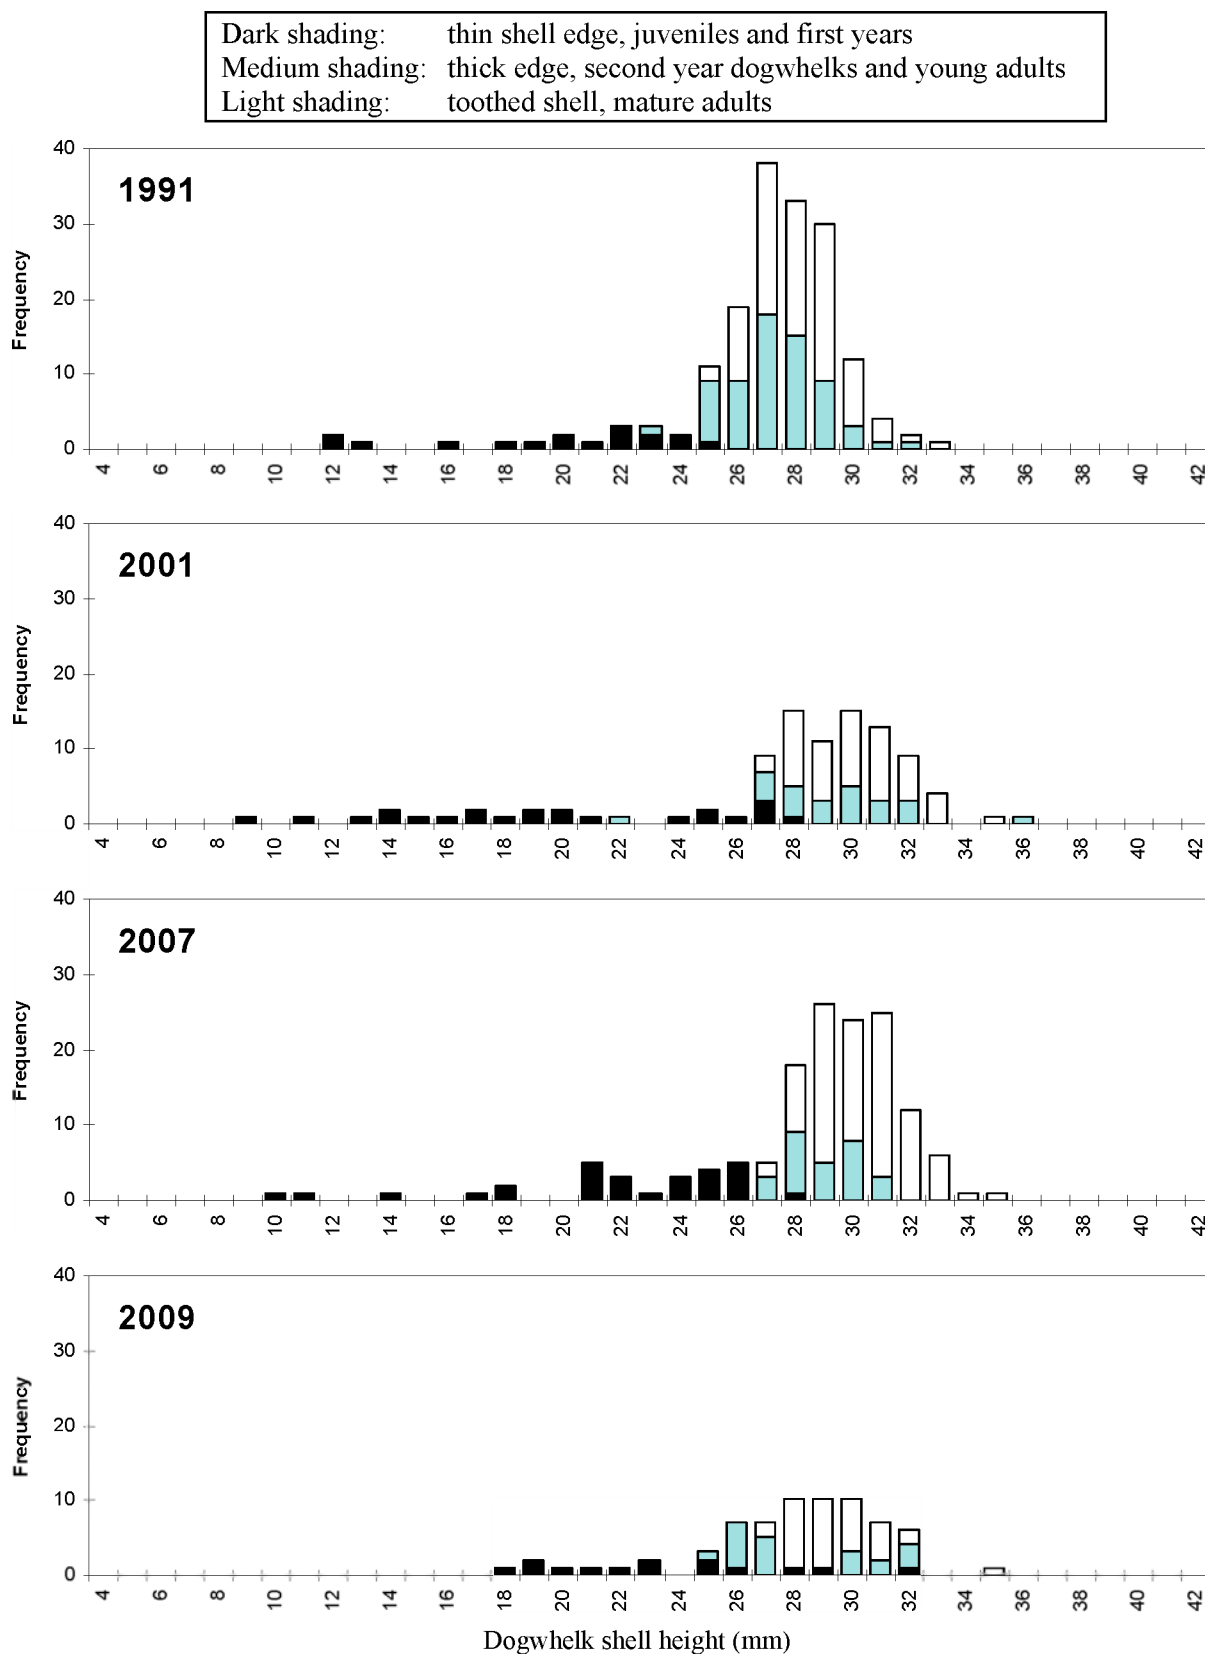 Dark shading: thin shell edge, juveniles and first years
Medium shading: thick edge, second year dogwhelks and young adults
Light shading: toothed shell, mature adults
1991
Frequency
40
30
20
10
0
4 6 8 10 12 14 16 18 20 22 24 26 28 30 32 34 36 38 40 42
2001
Frequency
40
30
20
10
0
4 6 8 10 12 14 16 18 20 22 24 26 28 30 32 34 36 38 40 42
2007
Frequency
40
30
20
10
0
4 6 8 10 12 14 16 18 20 22 24 26 28 30 32 34 36 38 40 42
2009
Frequency
40
30
20
10
0
4 6 8 10 12 14 16 18 20 22 24 26 28 30 32 34 36 38 40 42
Dogwhelk shell height (mm)